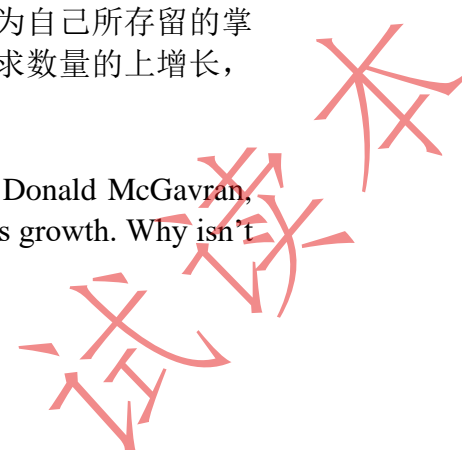 为自己所存留的掌
求数量的上增长，
Donald McGavran,
s growth. Why isn't
试读本